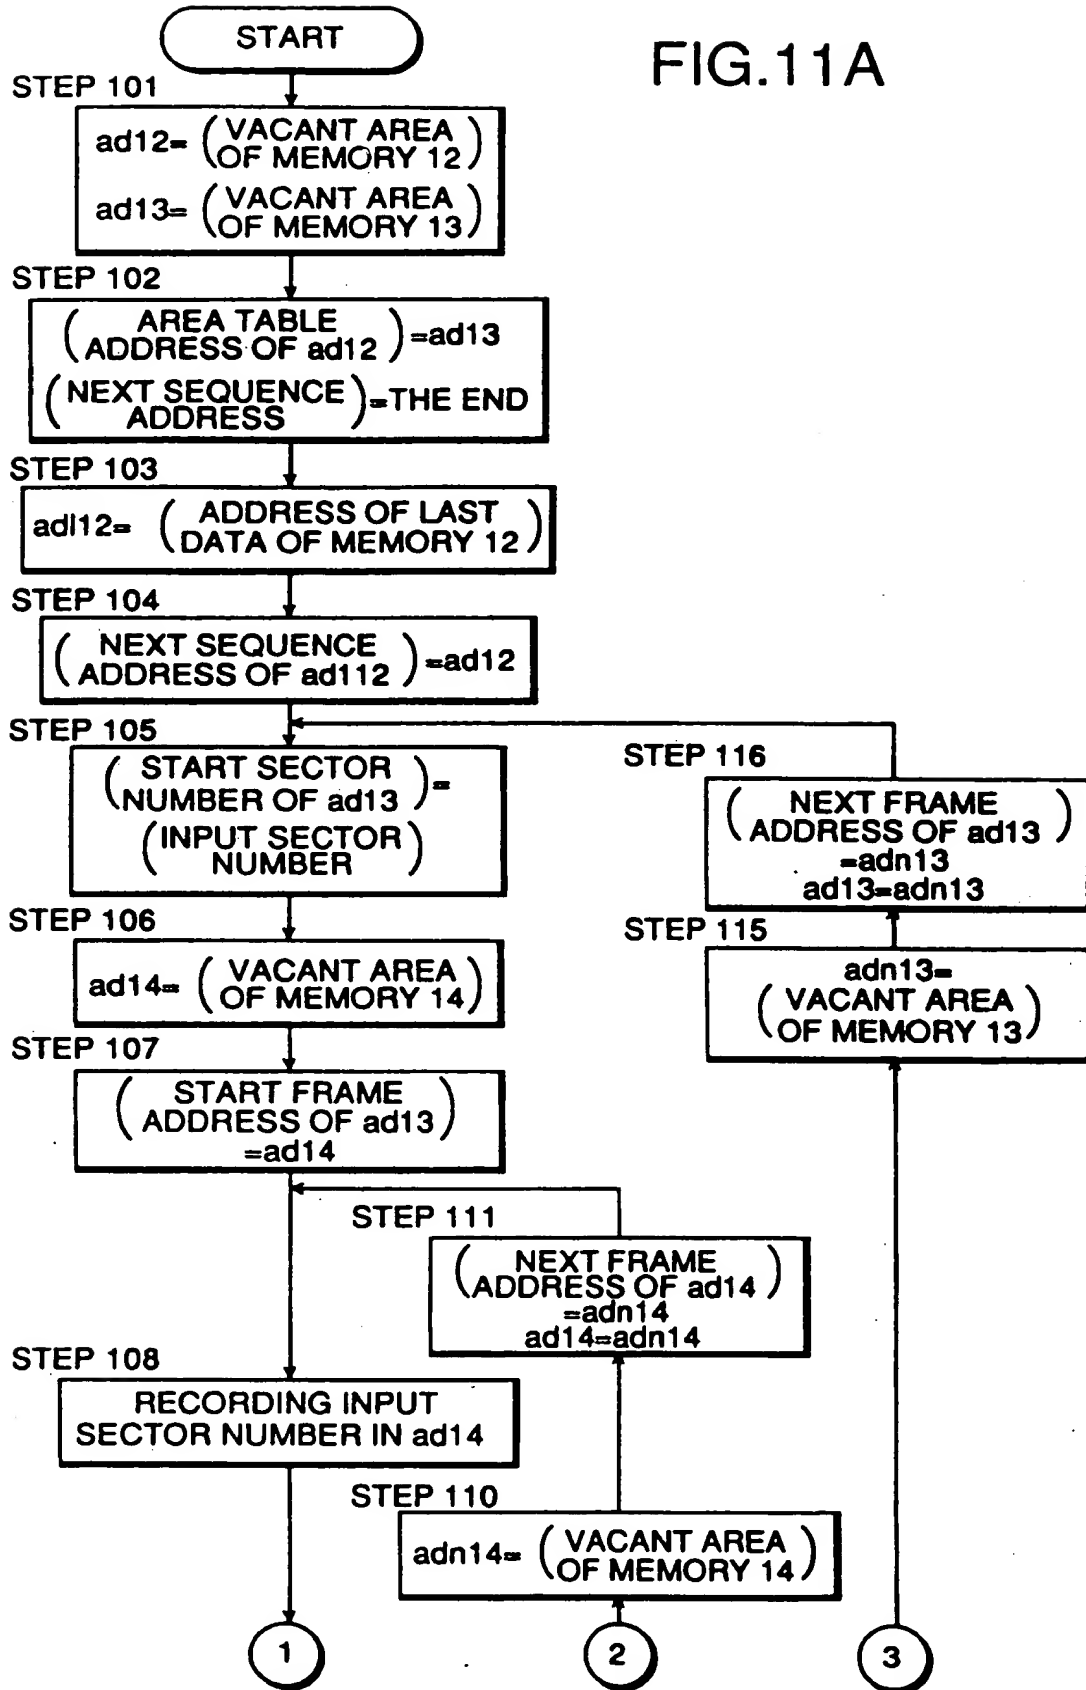 START
FIG.11A
STEP 101
ad12= (VACANT AREA
OF MEMORY 12)
ad13= (VACANT AREA
OF MEMORY 13)
STEP 102
(AREA TABLE
ADDRESS OF ad12)=ad13
(NEXT SEQUENCE
ADDRESS)=THE END
STEP 103
adl12= (ADDRESS OF LAST
DATA OF MEMORY 12)
STEP 104
(NEXT SEQUENCE
ADDRESS OF ad112)=ad12
STEP 105
(START SECTOR
NUMBER OF ad13)=
(INPUT SECTOR
NUMBER)
STEP 106
ad14= (VACANT AREA
OF MEMORY 14)
STEP 107
(START FRAME
ADDRESS OF ad13)
=ad14
STEP 108
RECORDING INPUT
SECTOR NUMBER IN ad14
1
STEP 111
(NEXT FRAME
ADDRESS OF ad14)
=adn14
ad14=adn14
STEP 110
adn14= (VACANT AREA
OF MEMORY 14)
2
STEP 116
(NEXT FRAME
ADDRESS OF ad13)
=adn13
ad13=adn13
STEP 115
adn13=
(VACANT AREA
OF MEMORY 13)
3